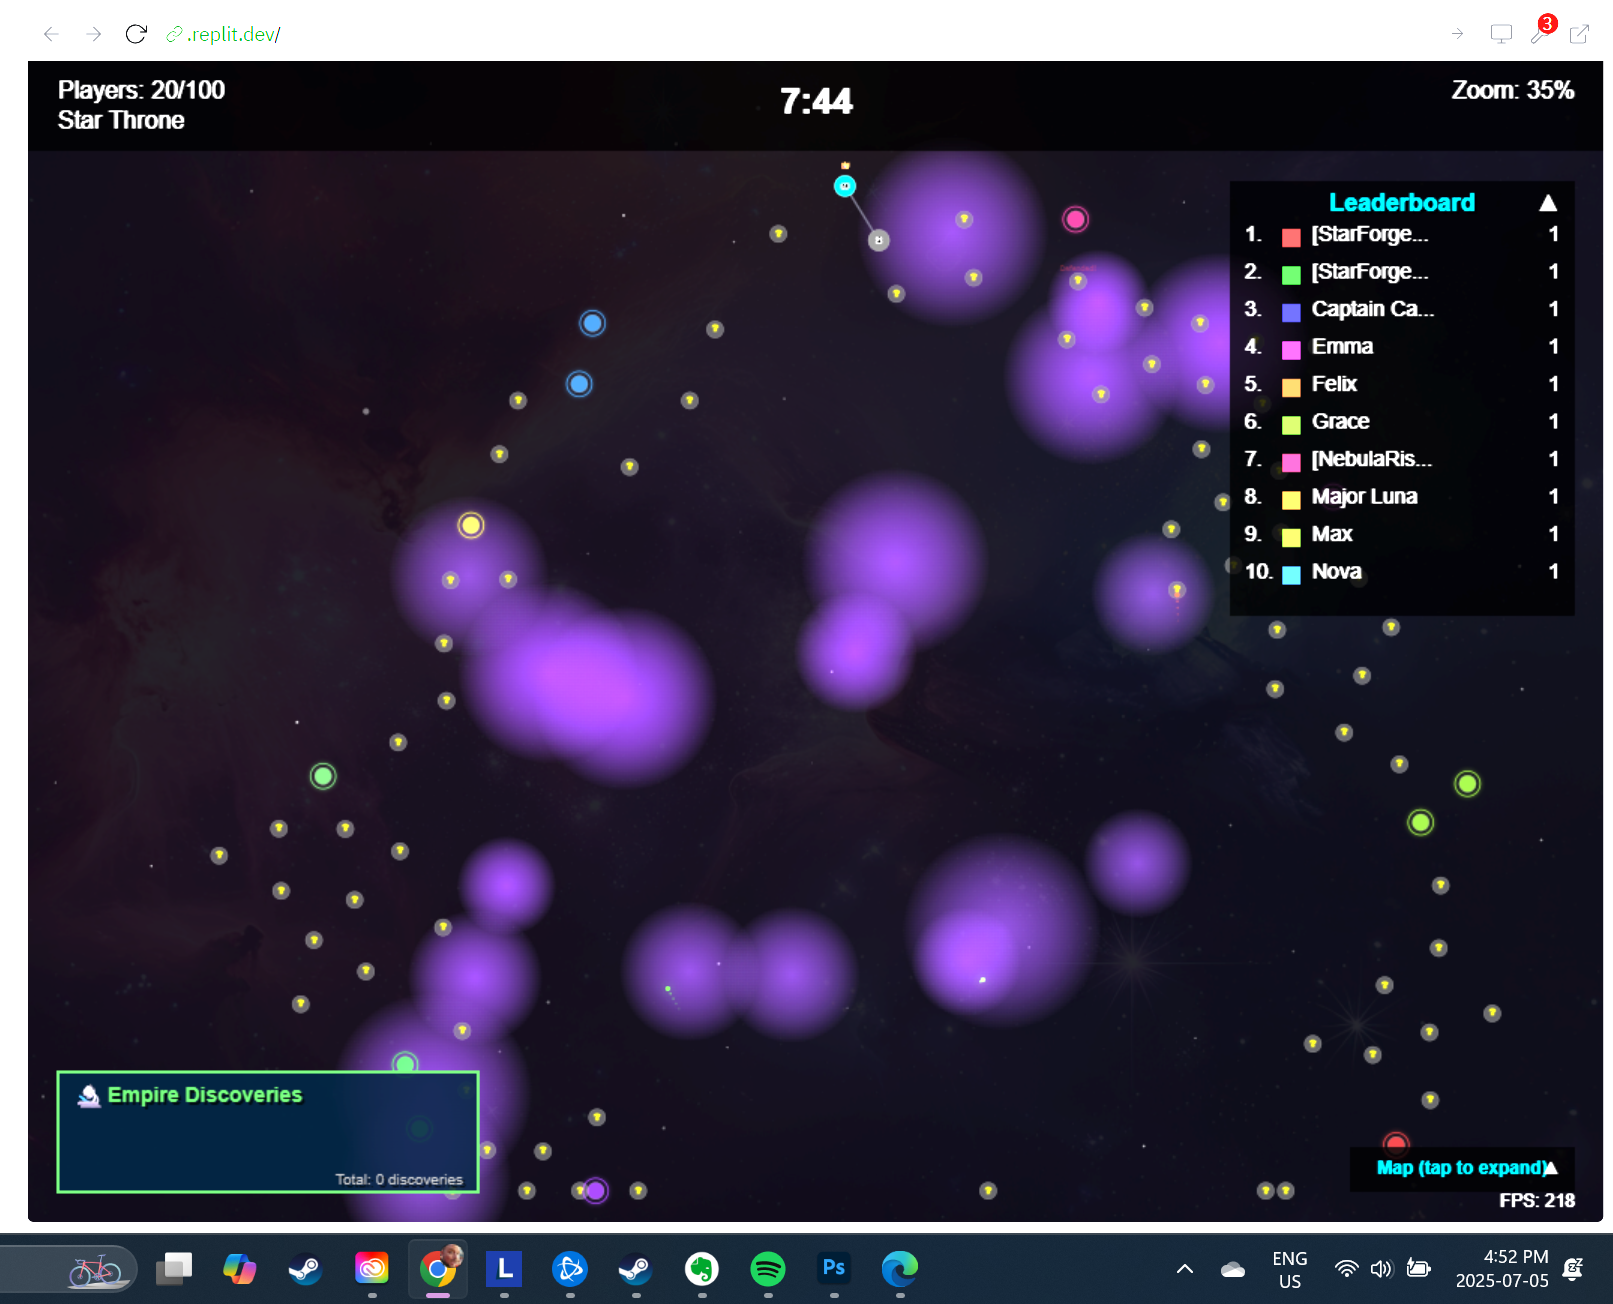 .replit.dev/
3
Players: 20/100
Star Throne
7:44
Zoom: 35%
Leaderboard ▲
1. [StarForge... 1
2. [StarForge... 1
3. Captain Ca... 1
4. Emma 1
5. Felix 1
6. Grace 1
7. [NebulaRis... 1
8. Major Luna 1
9. Max 1
10. Nova 1
Defended!
Empire Discoveries
Total: 0 discoveries
Map (tap to expand)▲
FPS: 218
L
Ps
ENG
US
4:52 PM
2025-07-05